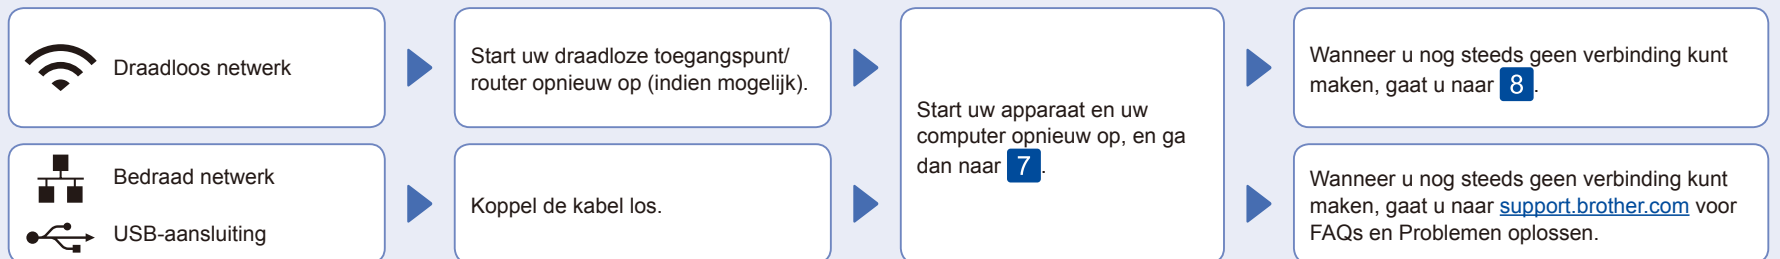 Draadloos netwerk
Start uw draadloze toegangspunt/
router opnieuw op (indien mogelijk).
Start uw apparaat en uw
computer opnieuw op, en ga
dan naar 7.
Wanneer u nog steeds geen verbinding kunt
maken, gaat u naar 8.
Bedraad netwerk
USB-aansluiting
Koppel de kabel los.
Wanneer u nog steeds geen verbinding kunt
maken, gaat u naar support.brother.com voor
FAQs en Problemen oplossen.